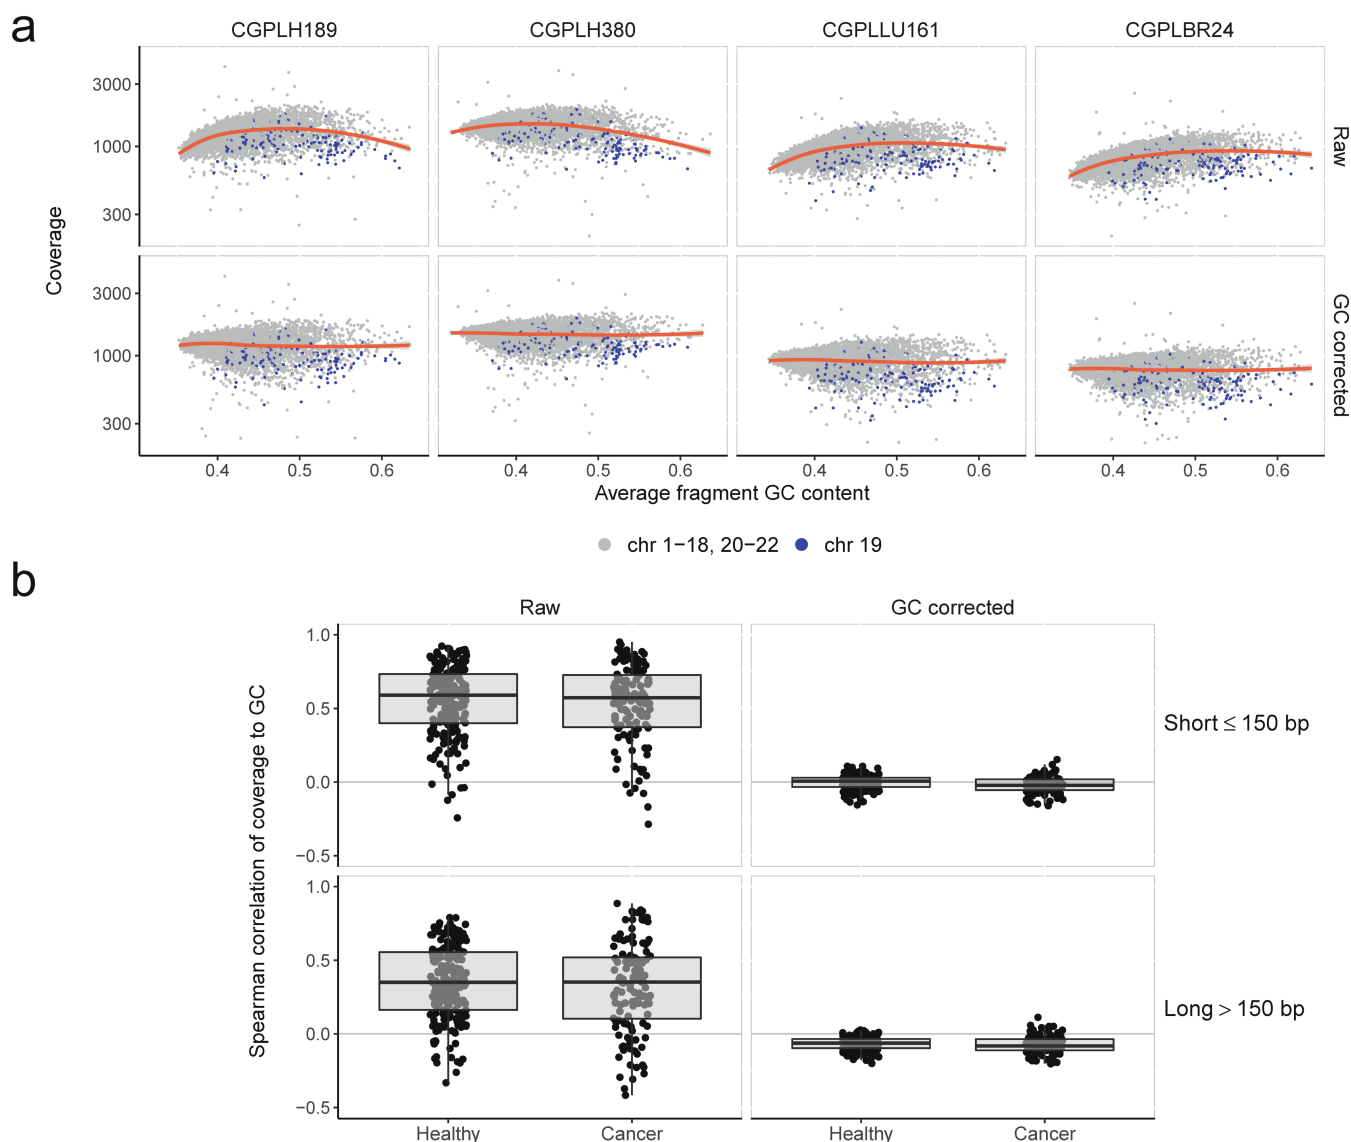 a
CGPLH189 CGPLH380 CGPLLU161 CGPLBR24
3000
1000
300
Raw
Coverage
3000
1000
300
GC corrected
0.4 0.5 0.6 0.4 0.5 0.6 0.4 0.5 0.6 0.4 0.5 0.6
Average fragment GC content
chr 1−18, 20−22 chr 19
b
Raw GC corrected
Spearman correlation of coverage to GC
1.0
0.5
0.0
−0.5
Short ≤ 150 bp
1.0
0.5
0.0
−0.5
Long > 150 bp
Healthy Cancer Healthy Cancer